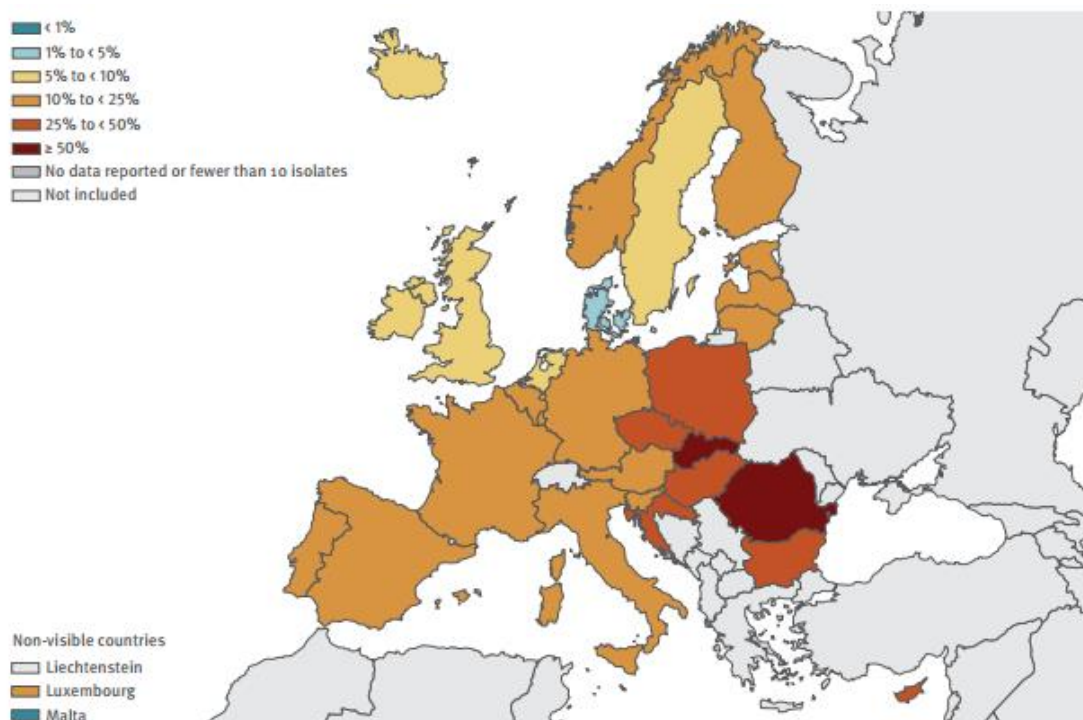 < 1%
1% to < 5%
5% to < 10%
10% to < 25%
25% to < 50%
≥ 50%
No data reported or fewer than 10 isolates
Not included
Non-visible countries
Liechtenstein
Luxembourg
Malta